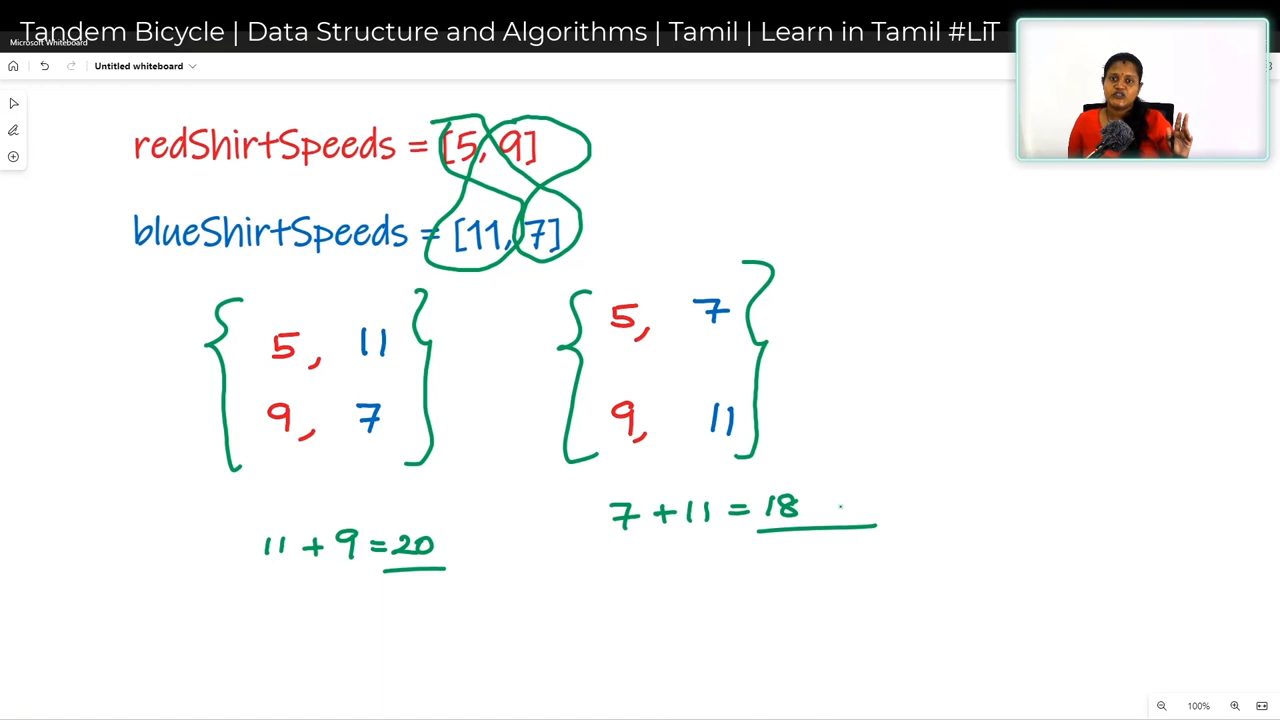 Tandem Bicycle | Data Structure and Algorithms | Tamil | Learn in Tamil #LiT
Microsoft Whiteboard
Untitled whiteboard
redShirtSpeeds = [5, 9]
blueShirtSpeeds = [11, 7]
5, 11
9, 7
11 + 9 = 20
5, 7
9, 11
7 + 11 = 18
100%